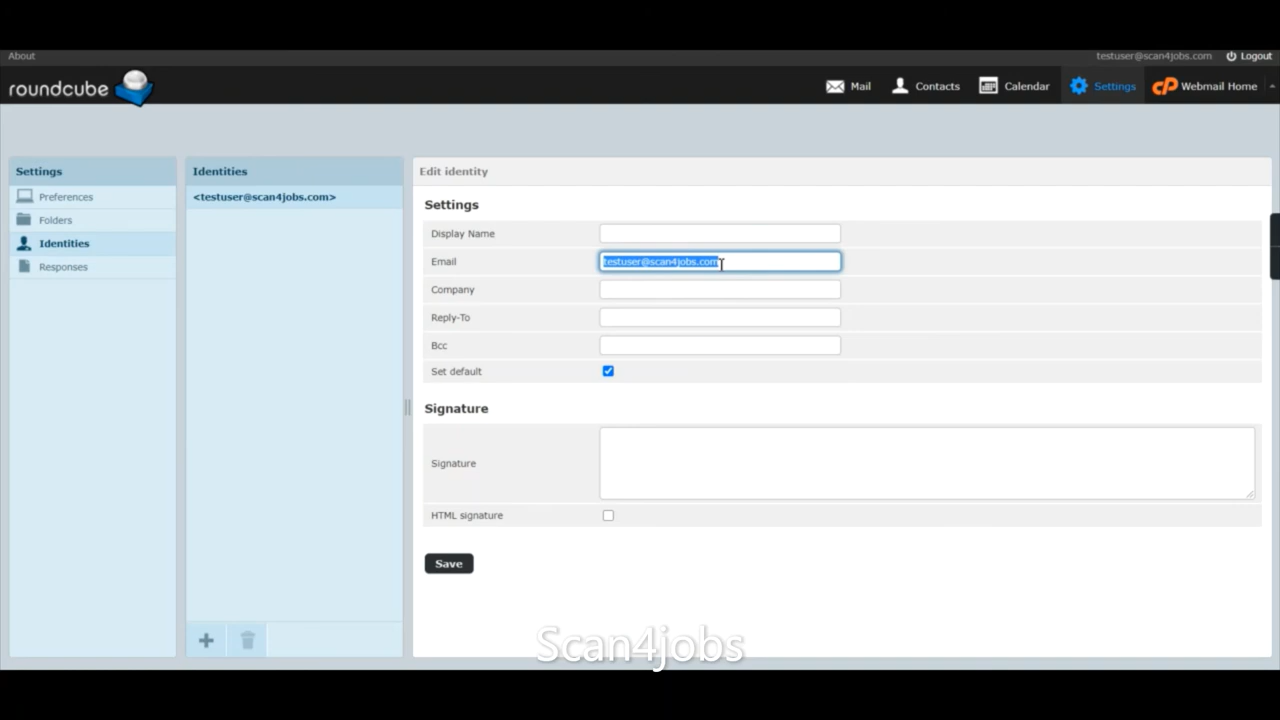 About
testuser@scan4jobs.com Logout
roundcube Mail Contacts Calendar Settings cP Webmail Home
Settings
Preferences
Folders
Identities
Responses
Identities
<testuser@scan4jobs.com>
Edit identity
Settings
Display Name
Email testuser@scan4jobs.com
Company
Reply-To
Bcc
Set default
Signature
Signature
HTML signature
Save
Scan4jobs